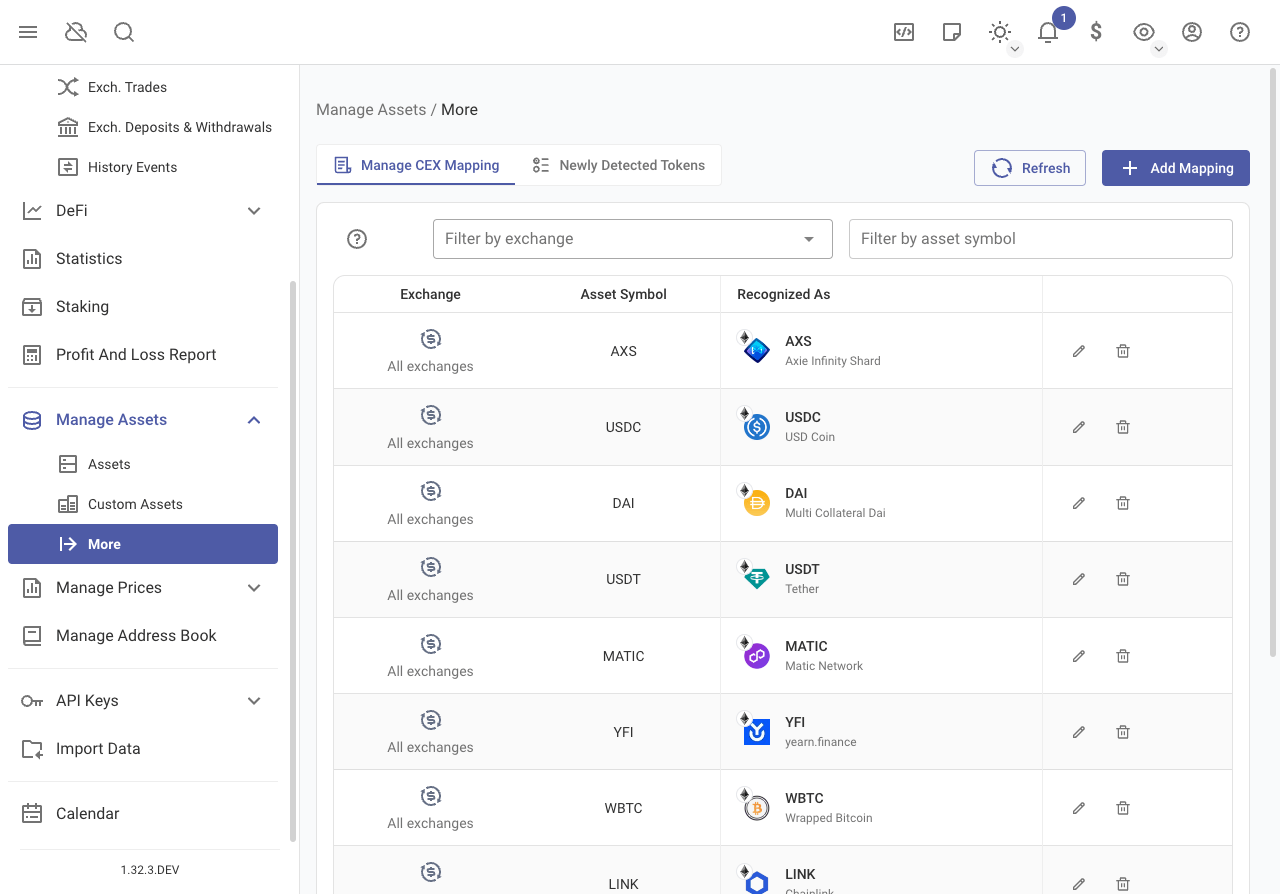 1
Exch. Trades
Exch. Deposits & Withdrawals
History Events
DeFi
Statistics
Staking
Profit And Loss Report
Manage Assets
Assets
Custom Assets
More
Manage Prices
Manage Address Book
API Keys
Import Data
Calendar
1.32.3.DEV
Manage Assets / More
Manage CEX Mapping
Newly Detected Tokens
Refresh
Add Mapping
Filter by exchange
Filter by asset symbol
Exchange
Asset Symbol
Recognized As
All exchanges
AXS
AXS
Axie Infinity Shard
All exchanges
USDC
USDC
USD Coin
All exchanges
DAI
DAI
Multi Collateral Dai
All exchanges
USDT
USDT
Tether
All exchanges
MATIC
MATIC
Matic Network
All exchanges
YFI
YFI
yearn.finance
All exchanges
WBTC
WBTC
Wrapped Bitcoin
LINK
LINK
Chainlink